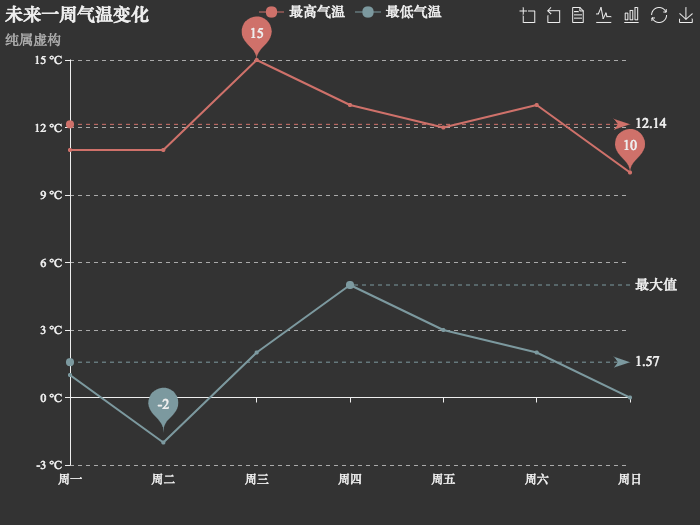 未来一周气温变化
纯属虚构
最高气温 最低气温
15 °C
12 °C
9 °C
6 °C
3 °C
0 °C
-3 °C
15
10
12.14
最大值
1.57
-2
周一 周二 周三 周四 周五 周六 周日